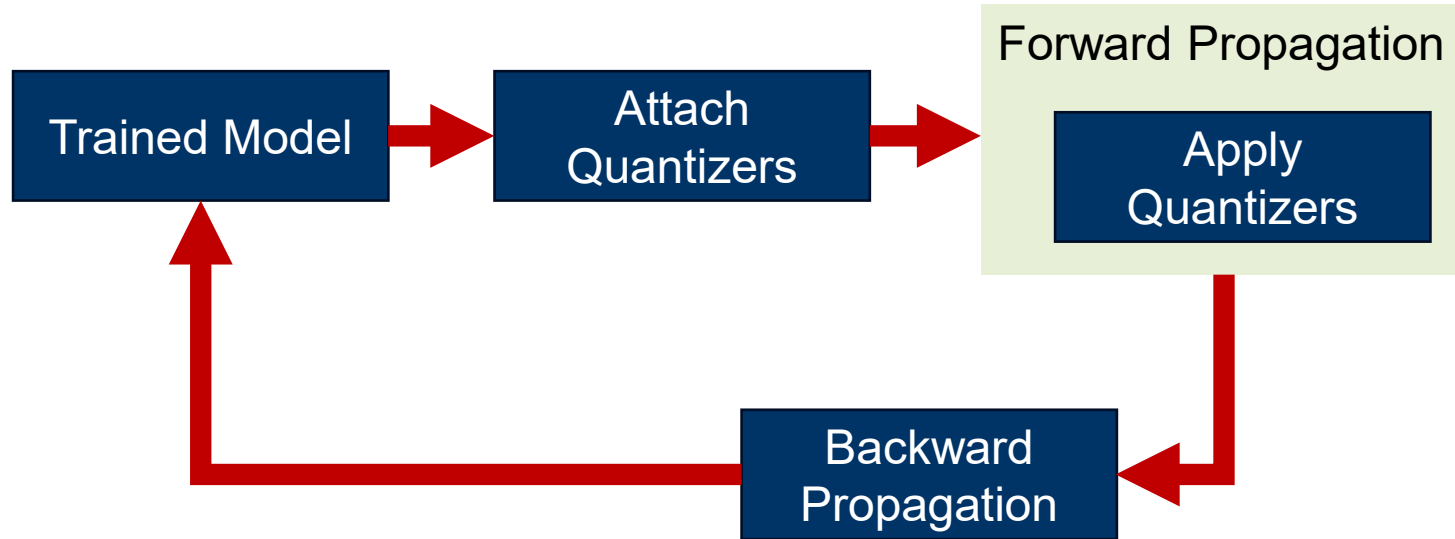 Forward Propagation
Trained Model
Attach
Quantizers
Apply
Quantizers
Backward
Propagation